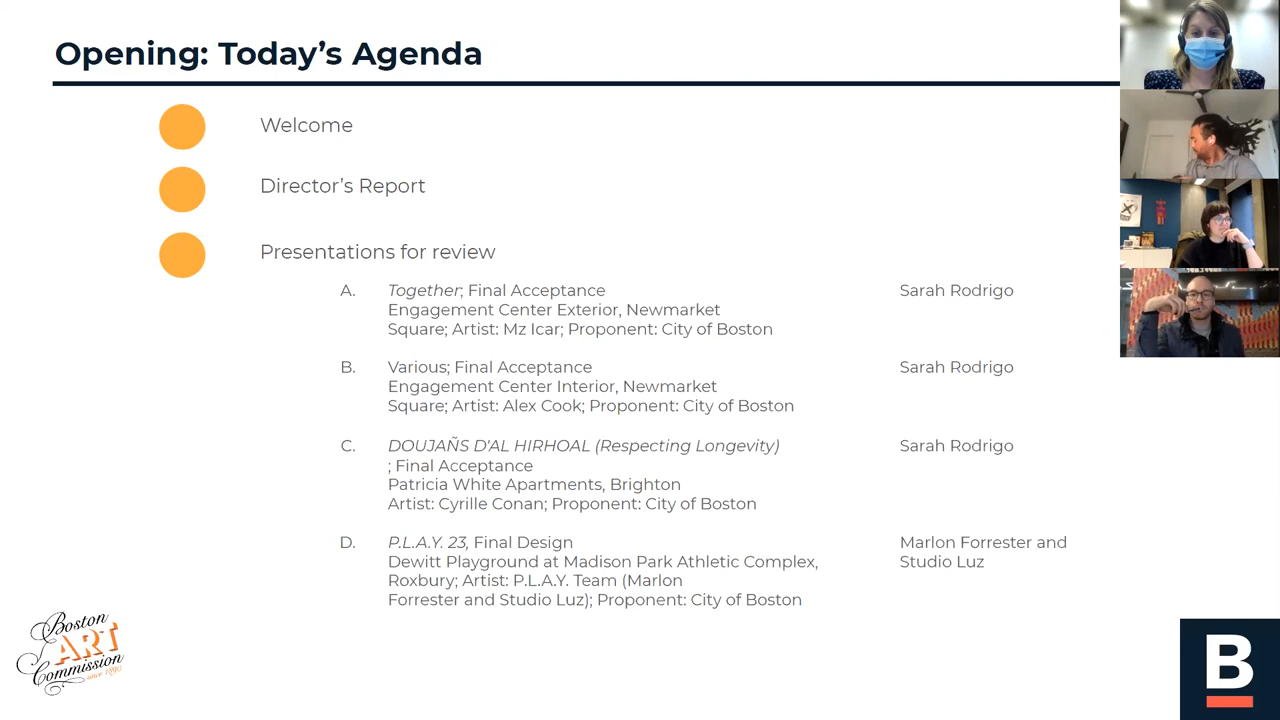 Opening: Today's Agenda
Welcome
Director's Report
Presentations for review
A. Together; Final Acceptance Sarah Rodrigo
Engagement Center Exterior, Newmarket
Square; Artist: Mz Icar; Proponent: City of Boston
B. Various; Final Acceptance Sarah Rodrigo
Engagement Center Interior, Newmarket
Square; Artist: Alex Cook; Proponent: City of Boston
C. DOUJAÑS D'AL HIRHOAL (Respecting Longevity) Sarah Rodrigo
; Final Acceptance
Patricia White Apartments, Brighton
Artist: Cyrille Conan; Proponent: City of Boston
D. P.L.A.Y. 23, Final Design Marlon Forrester and
Dewitt Playground at Madison Park Athletic Complex, Studio Luz
Roxbury; Artist: P.L.A.Y. Team (Marlon
Forrester and Studio Luz); Proponent: City of Boston
Boston
ART
Commission
since 1890
B